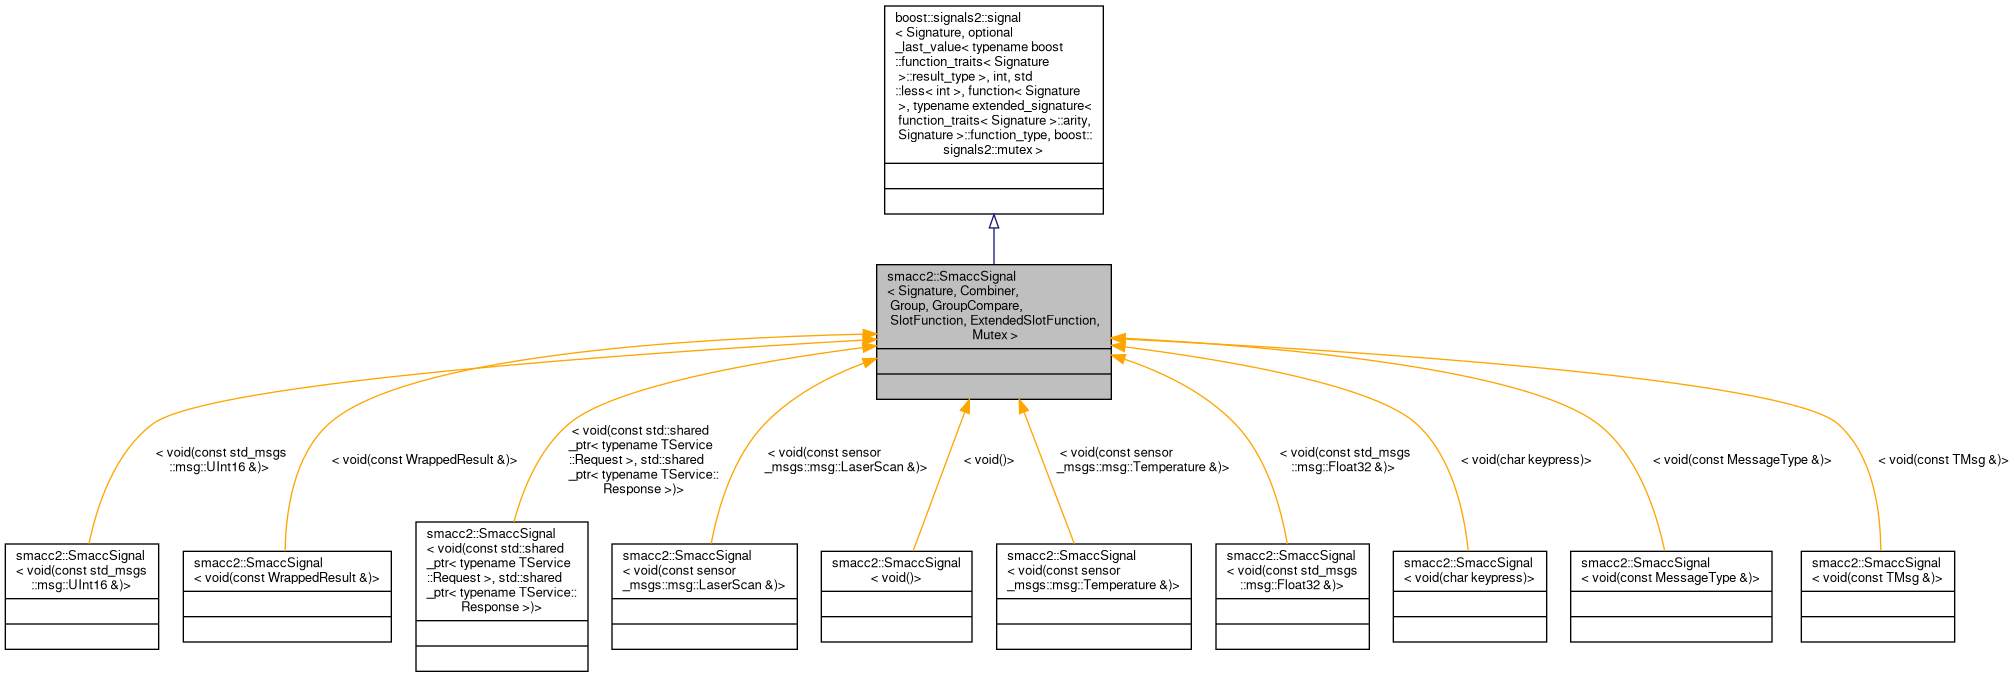 boost::signals2::signal
< Signature, optional
_last_value< typename boost
::function_traits< Signature
>::result_type >, int, std
::less< int >, function< Signature
>, typename extended_signature<
function_traits< Signature >::arity,
Signature >::function_type, boost::
signals2::mutex >
smacc2::SmaccSignal
< Signature, Combiner,
Group, GroupCompare,
SlotFunction, ExtendedSlotFunction,
Mutex >
< void(const std_msgs
::msg::UInt16 &)>
< void(const WrappedResult &)>
< void(const std::shared
_ptr< typename TService
::Request >, std::shared
_ptr< typename TService::
Response >)>
< void(const sensor
_msgs::msg::LaserScan &)>
< void()>
< void(const sensor
_msgs::msg::Temperature &)>
< void(const std_msgs
::msg::Float32 &)>
< void(char keypress)>
< void(const MessageType &)>
< void(const TMsg &)>
smacc2::SmaccSignal
< void(const std_msgs
::msg::UInt16 &)>
smacc2::SmaccSignal
< void(const WrappedResult &)>
smacc2::SmaccSignal
< void(const std::shared
_ptr< typename TService
::Request >, std::shared
_ptr< typename TService::
Response >)>
smacc2::SmaccSignal
< void(const sensor
_msgs::msg::LaserScan &)>
smacc2::SmaccSignal
< void()>
smacc2::SmaccSignal
< void(const sensor
_msgs::msg::Temperature &)>
smacc2::SmaccSignal
< void(const std_msgs
::msg::Float32 &)>
smacc2::SmaccSignal
< void(char keypress)>
smacc2::SmaccSignal
< void(const MessageType &)>
smacc2::SmaccSignal
< void(const TMsg &)>